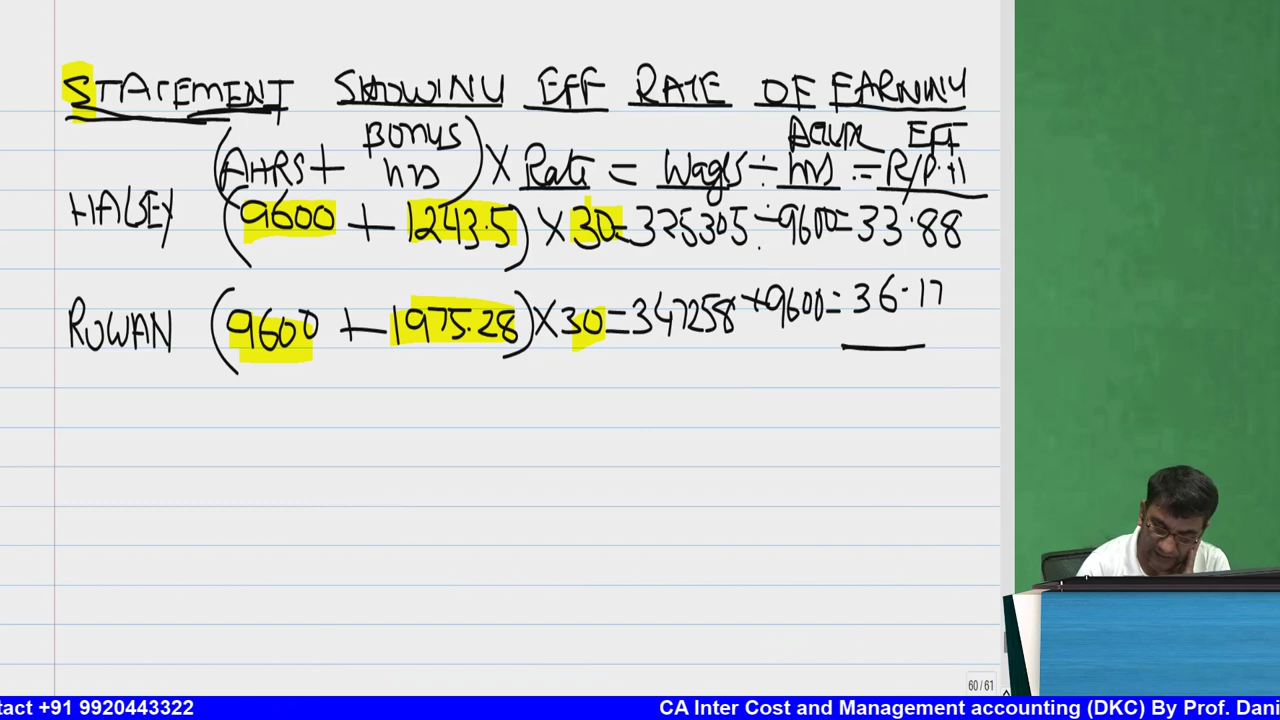 STATEMENT SHOWING EFF RATE OF EARNING
(AHRS + BONUS hrs) × Rate = Wages ÷ hrs = EFF R/P.H
HALSEY (9600 + 1243.5) × 30 = 325305 ÷ 9600 = 33.88
ROWAN (9600 + 1975.28) × 30 = 347258 ÷ 9600 = 36.17
60 / 61
ntact +91 9920443322 CA Inter Cost and Management accounting (DKC) By Prof. Dani